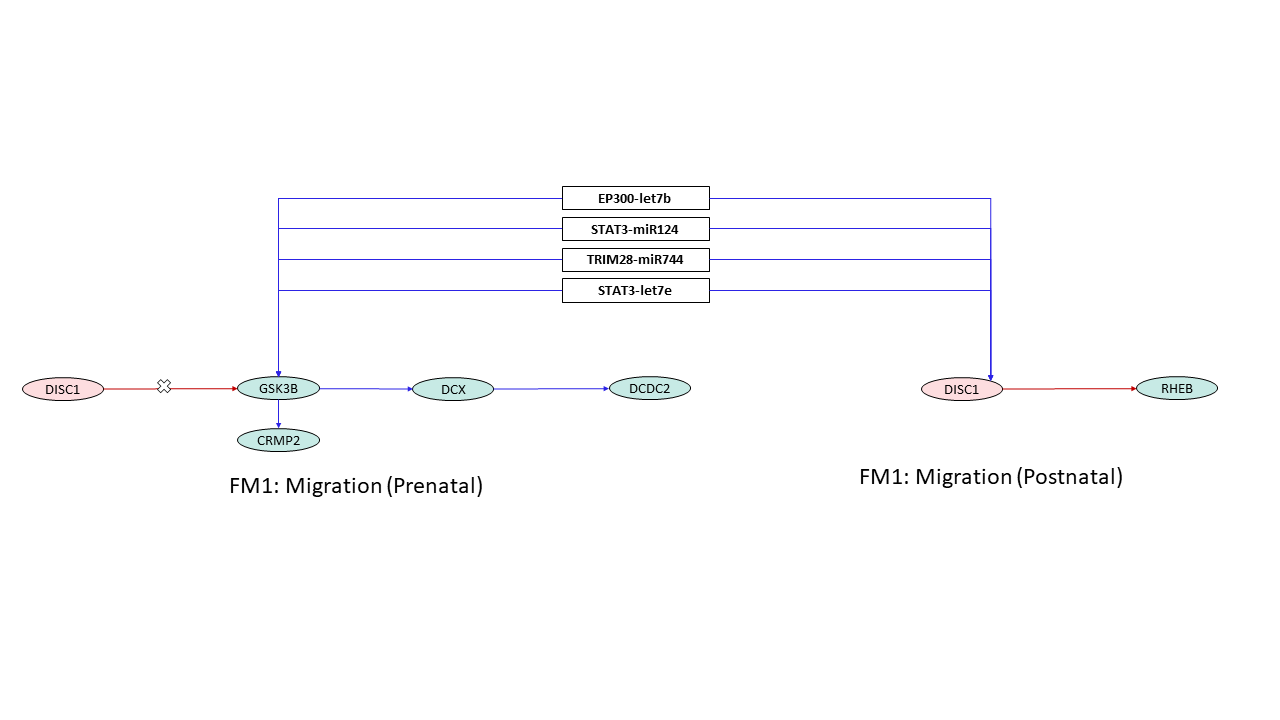 EP300-let7b
STAT3-miR124
TRIM28-miR744
STAT3-let7e
DISC1
GSK3B
DCX
DCDC2
DISC1
RHEB
CRMP2
FM1: Migration (Prenatal)
FM1: Migration (Postnatal)